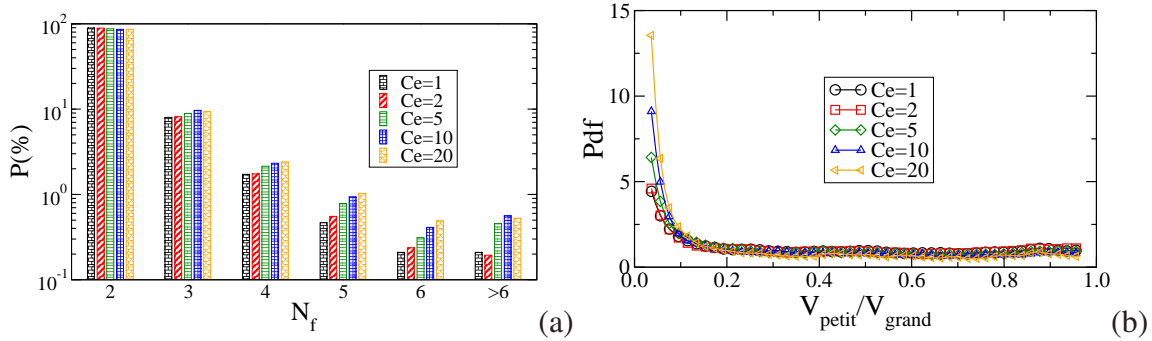 P(%)
10^2
10^1
10^0
10^-1
Ce=1
Ce=2
Ce=5
Ce=10
Ce=20
2 3 4 5 6 >6
N_f
(a)
Pdf
15
10
5
0
Ce=1
Ce=2
Ce=5
Ce=10
Ce=20
0.0 0.2 0.4 0.6 0.8 1.0
V_petit/V_grand
(b)